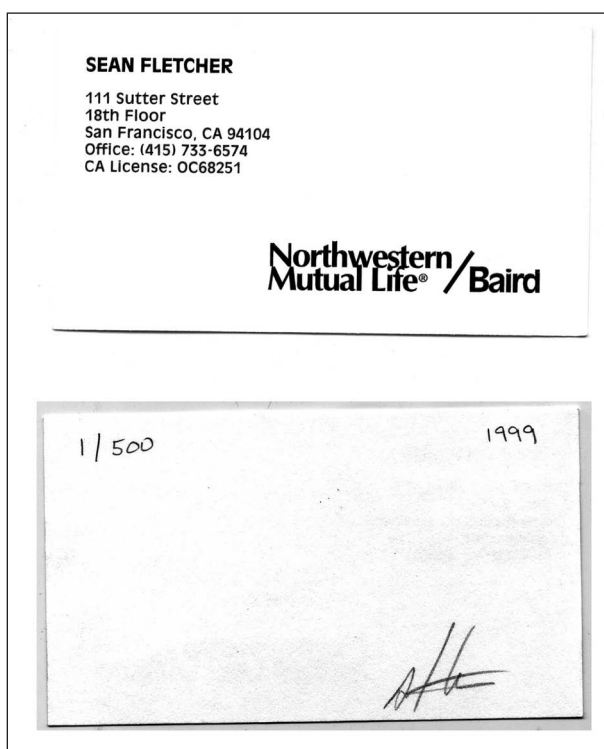 SEAN FLETCHER
111 Sutter Street
18th Floor
San Francisco, CA 94104
Office: (415) 733-6574
CA License: OC68251
Northwestern
Mutual Life® / Baird
1/500
1999